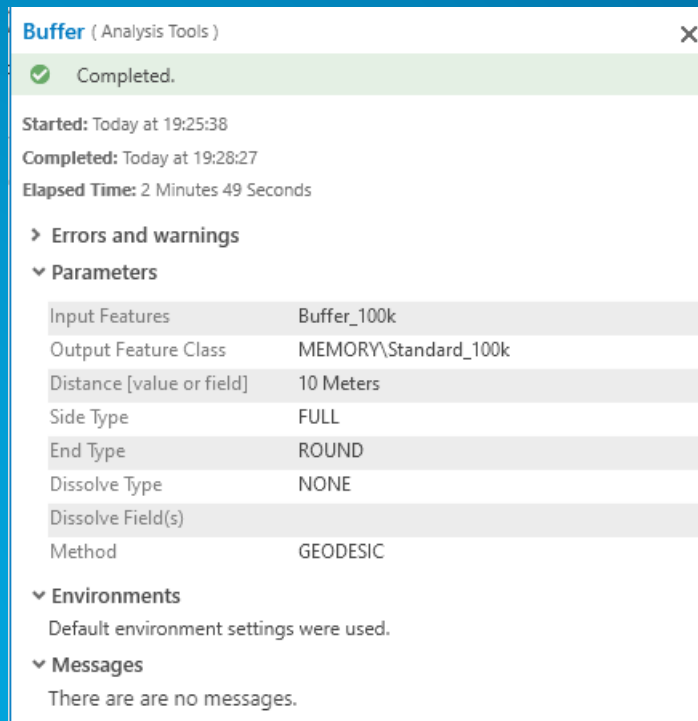 Buffer ( Analysis Tools )
Completed.
Started: Today at 19:25:38
Completed: Today at 19:28:27
Elapsed Time: 2 Minutes 49 Seconds
Errors and warnings
Parameters
Input Features Buffer_100k
Output Feature Class MEMORY\Standard_100k
Distance [value or field] 10 Meters
Side Type FULL
End Type ROUND
Dissolve Type NONE
Dissolve Field(s)
Method GEODESIC
Environments
Default environment settings were used.
Messages
There are are no messages.